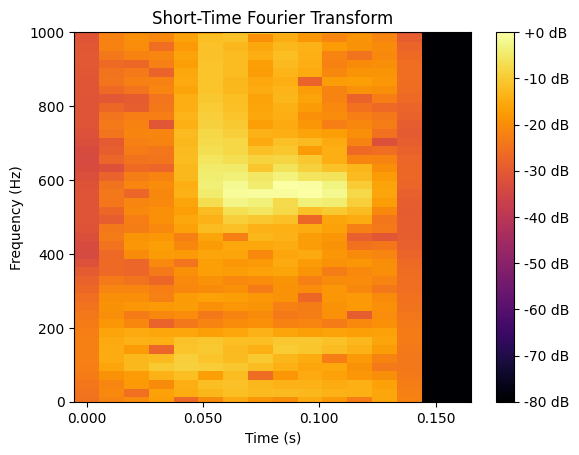 Short-Time Fourier Transform
Frequency (Hz)
1000
800
600
400
200
0
0.000
0.050
0.100
0.150
Time (s)
+0 dB
-10 dB
-20 dB
-30 dB
-40 dB
-50 dB
-60 dB
-70 dB
-80 dB